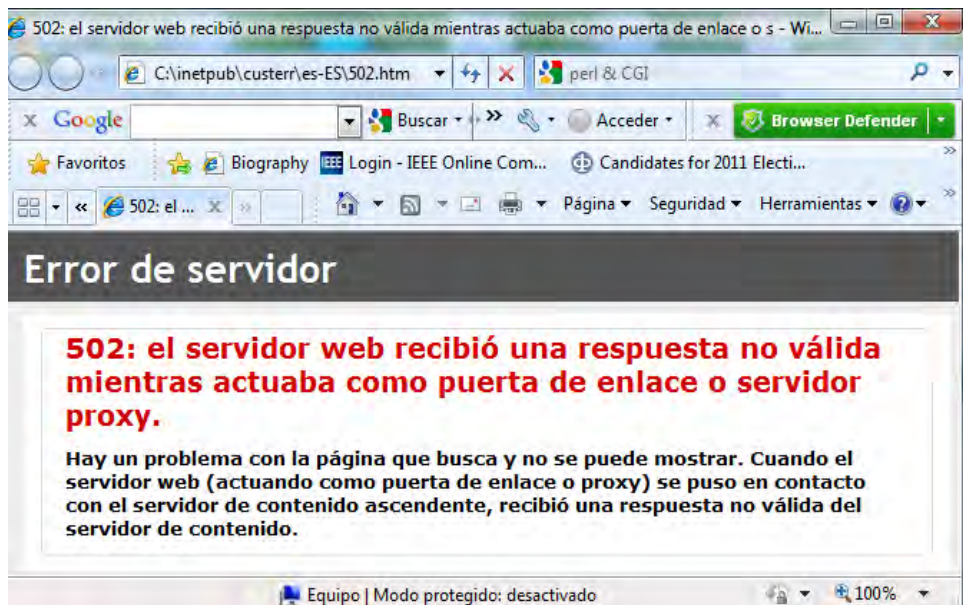 502: el servidor web recibió una respuesta no válida mientras actuaba como puerta de enlace o s - Wi...
C:\inetpub\custerr\es-ES\502.htm
perl & CGI
x Google
Buscar
Acceder
x
Browser Defender
Favoritos
Biography
IEEE
Login - IEEE Online Com...
Candidates for 2011 Electi...
502: el ...
Página
Seguridad
Herramientas
Error de servidor
502: el servidor web recibió una respuesta no válida
mientras actuaba como puerta de enlace o servidor
proxy.
Hay un problema con la página que busca y no se puede mostrar. Cuando el
servidor web (actuando como puerta de enlace o proxy) se puso en contacto
con el servidor de contenido ascendente, recibió una respuesta no válida del
servidor de contenido.
Equipo | Modo protegido: desactivado
100%